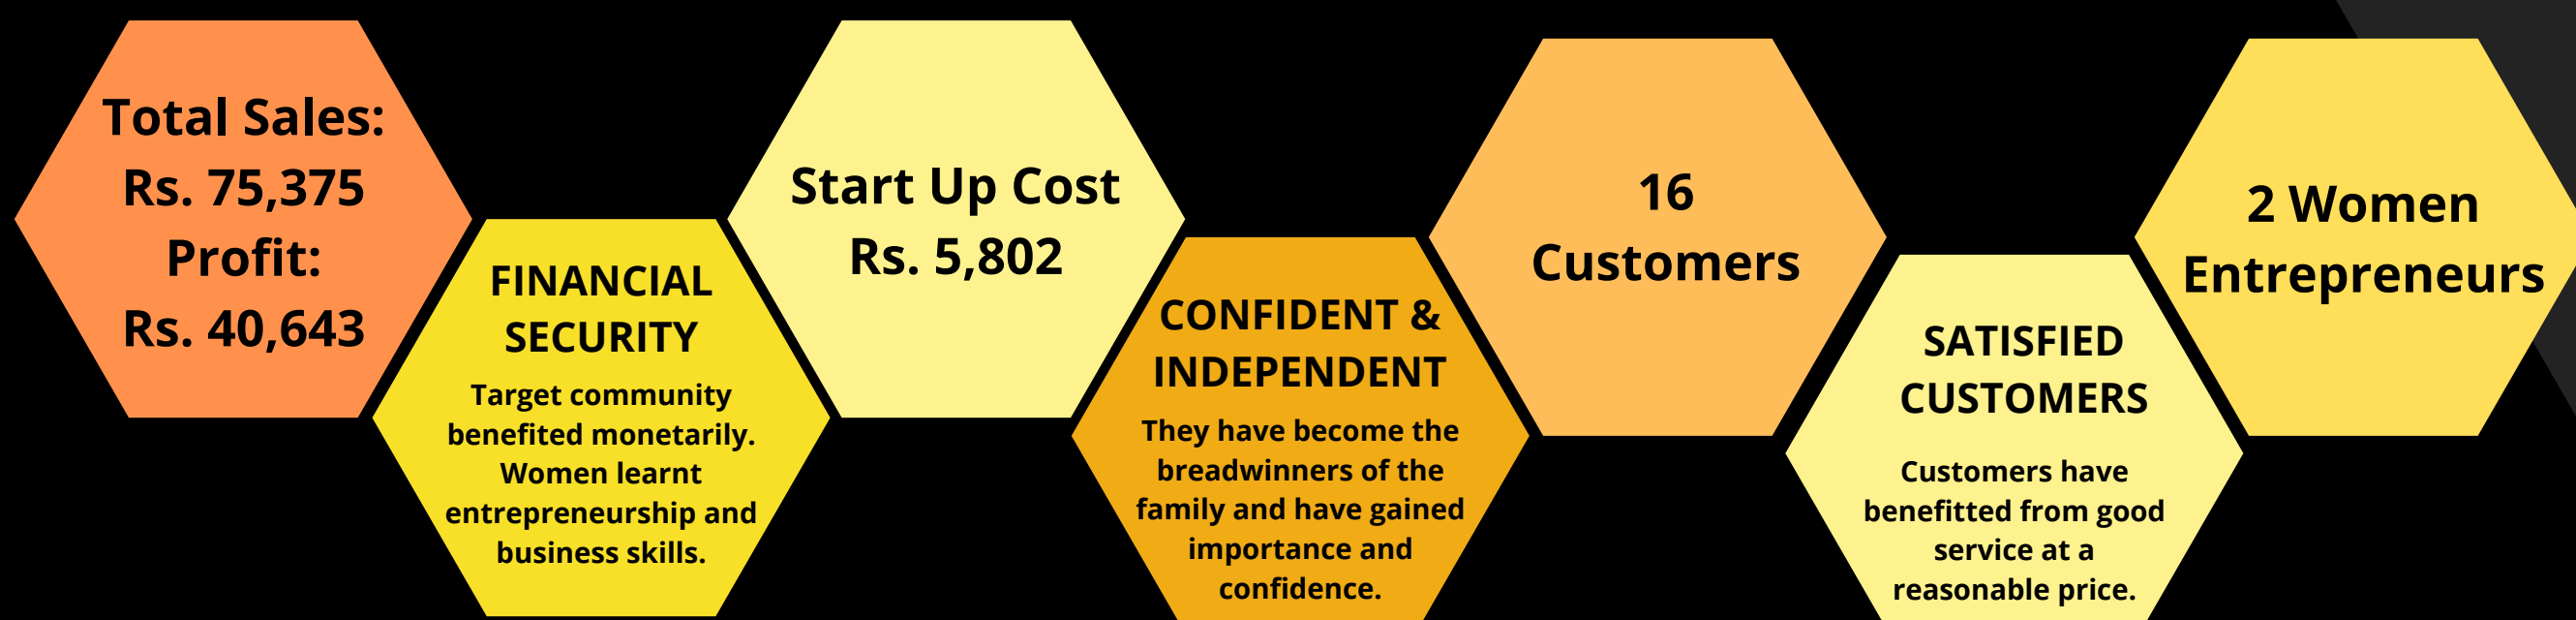 Total Sales:
Rs. 75,375
Profit:
Rs. 40,643
FINANCIAL
SECURITY
Target community
benefited monetarily.
Women learnt
entrepreneurship and
business skills.
Start Up Cost
Rs. 5,802
CONFIDENT &
INDEPENDENT
They have become the
breadwinners of the
family and have gained
importance and
confidence.
16
Customers
SATISFIED
CUSTOMERS
Customers have
benefitted from good
service at a
reasonable price.
2 Women
Entrepreneurs